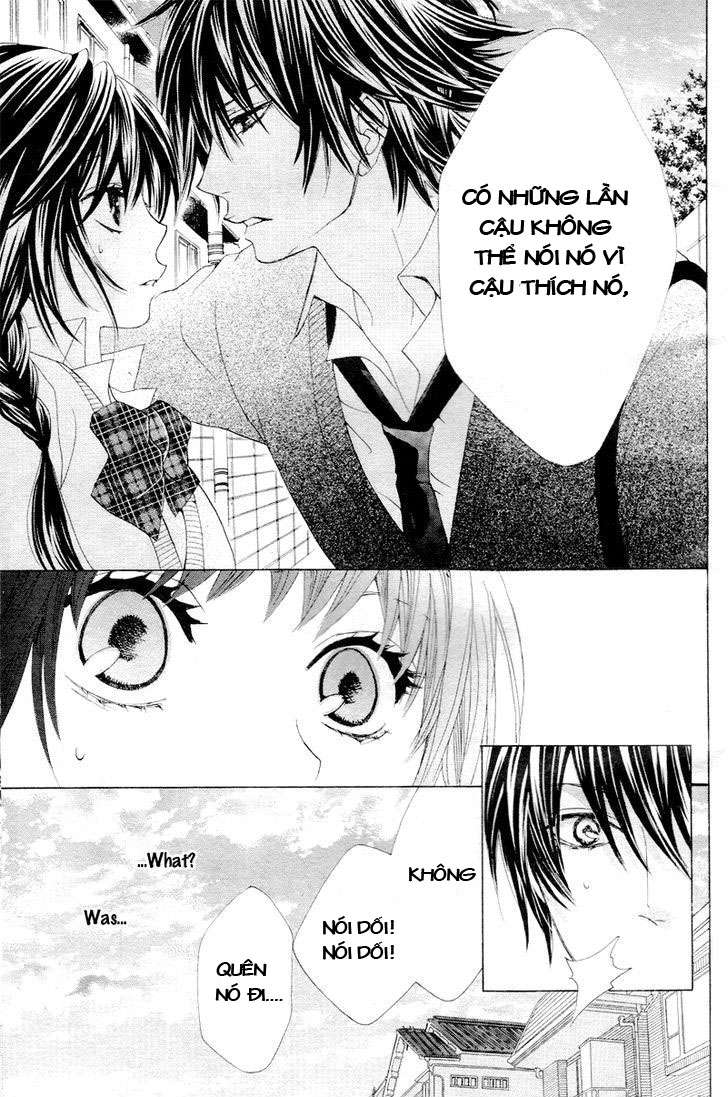 CÓ NHỮNG LẦN
CẬU KHÔNG
THỂ NÓI NÓ VÌ
CẬU THÍCH NÓ,
KHÔNG
NÓI DỐI!
NÓI DỐI!
QUÊN
NÓ ĐI....
...What?
Was...